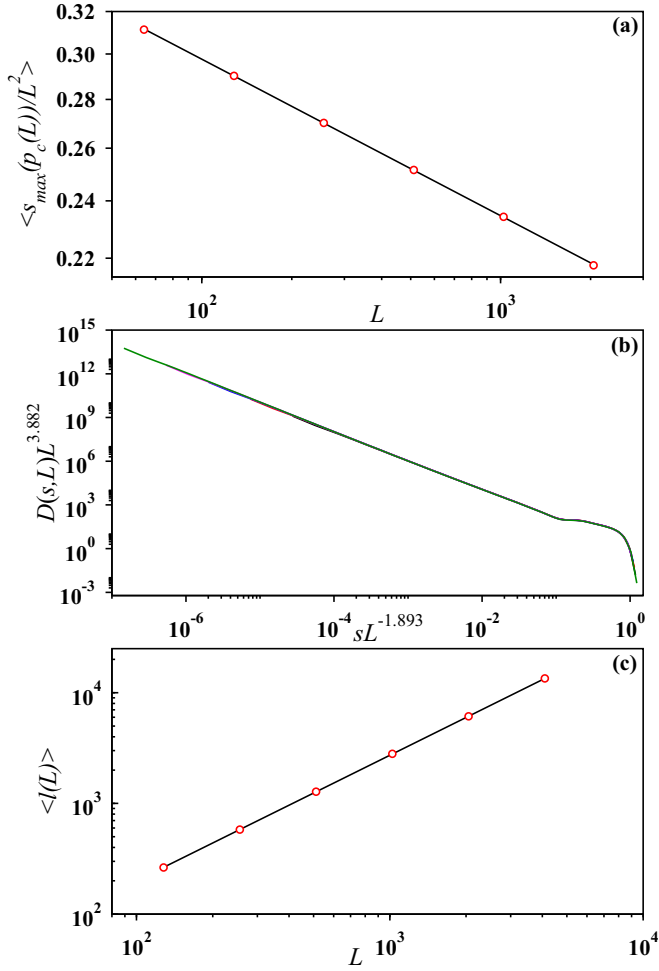 (a)
0.32
0.30
0.28
0.26
0.24
0.22
<s_max(p_c(L))/L^2>
10^2
10^3
L
(b)
10^15
10^12
10^9
10^6
10^3
10^0
10^-3
D(s,L)L^3.882
10^-6
10^-4
10^-2
10^0
sL^-1.893
(c)
10^4
10^3
10^2
<l(L)>
10^2
10^3
10^4
L